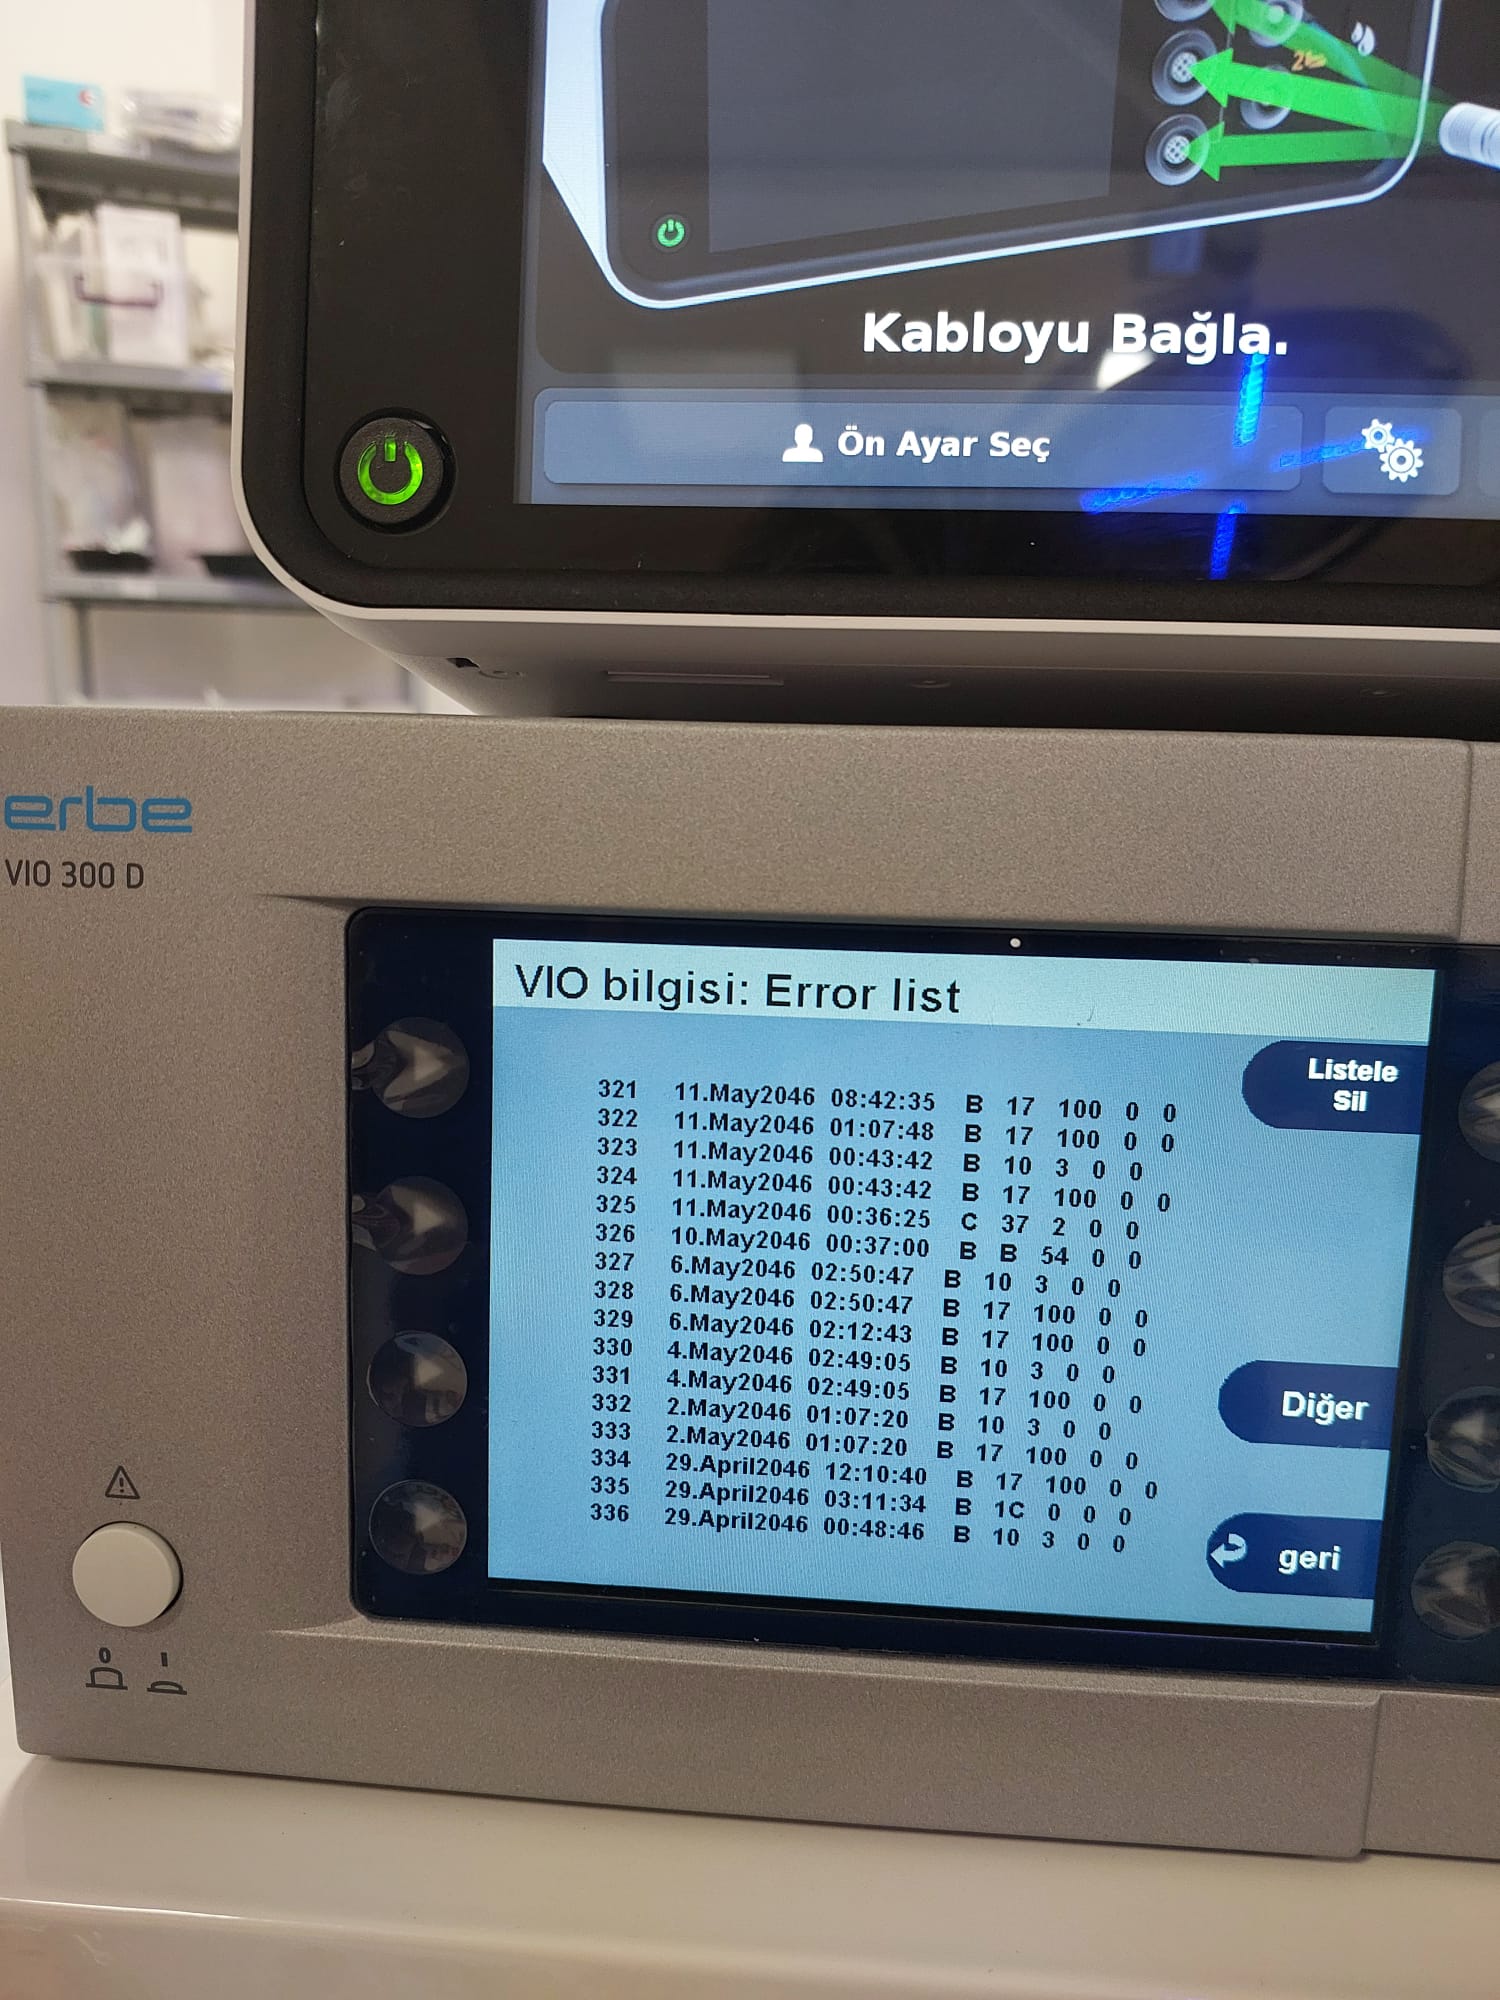 Kabloyu Bağla.
Ön Ayar Seç
erbe
VIO 300 D
VIO bilgisi: Error list
Listele
Sil
321 11.May2046 08:42:35 B 17 100 0 0
322 11.May2046 01:07:48 B 17 100 0 0
323 11.May2046 00:43:42 B 10 3 0 0
324 11.May2046 00:43:42 B 17 100 0 0
325 11.May2046 00:36:25 C 37 2 0 0
326 10.May2046 00:37:00 B B 54 0 0
327 6.May2046 02:50:47 B 10 3 0 0
328 6.May2046 02:50:47 B 17 100 0 0
329 6.May2046 02:12:43 B 17 100 0 0
330 4.May2046 02:49:05 B 10 3 0 0
331 4.May2046 02:49:05 B 17 100 0 0
332 2.May2046 01:07:20 B 10 3 0 0
333 2.May2046 01:07:20 B 17 100 0 0
334 29.April2046 12:10:40 B 17 100 0 0
335 29.April2046 03:11:34 B 1C 0 0 0
336 29.April2046 00:48:46 B 10 3 0 0
Diğer
geri
0 I